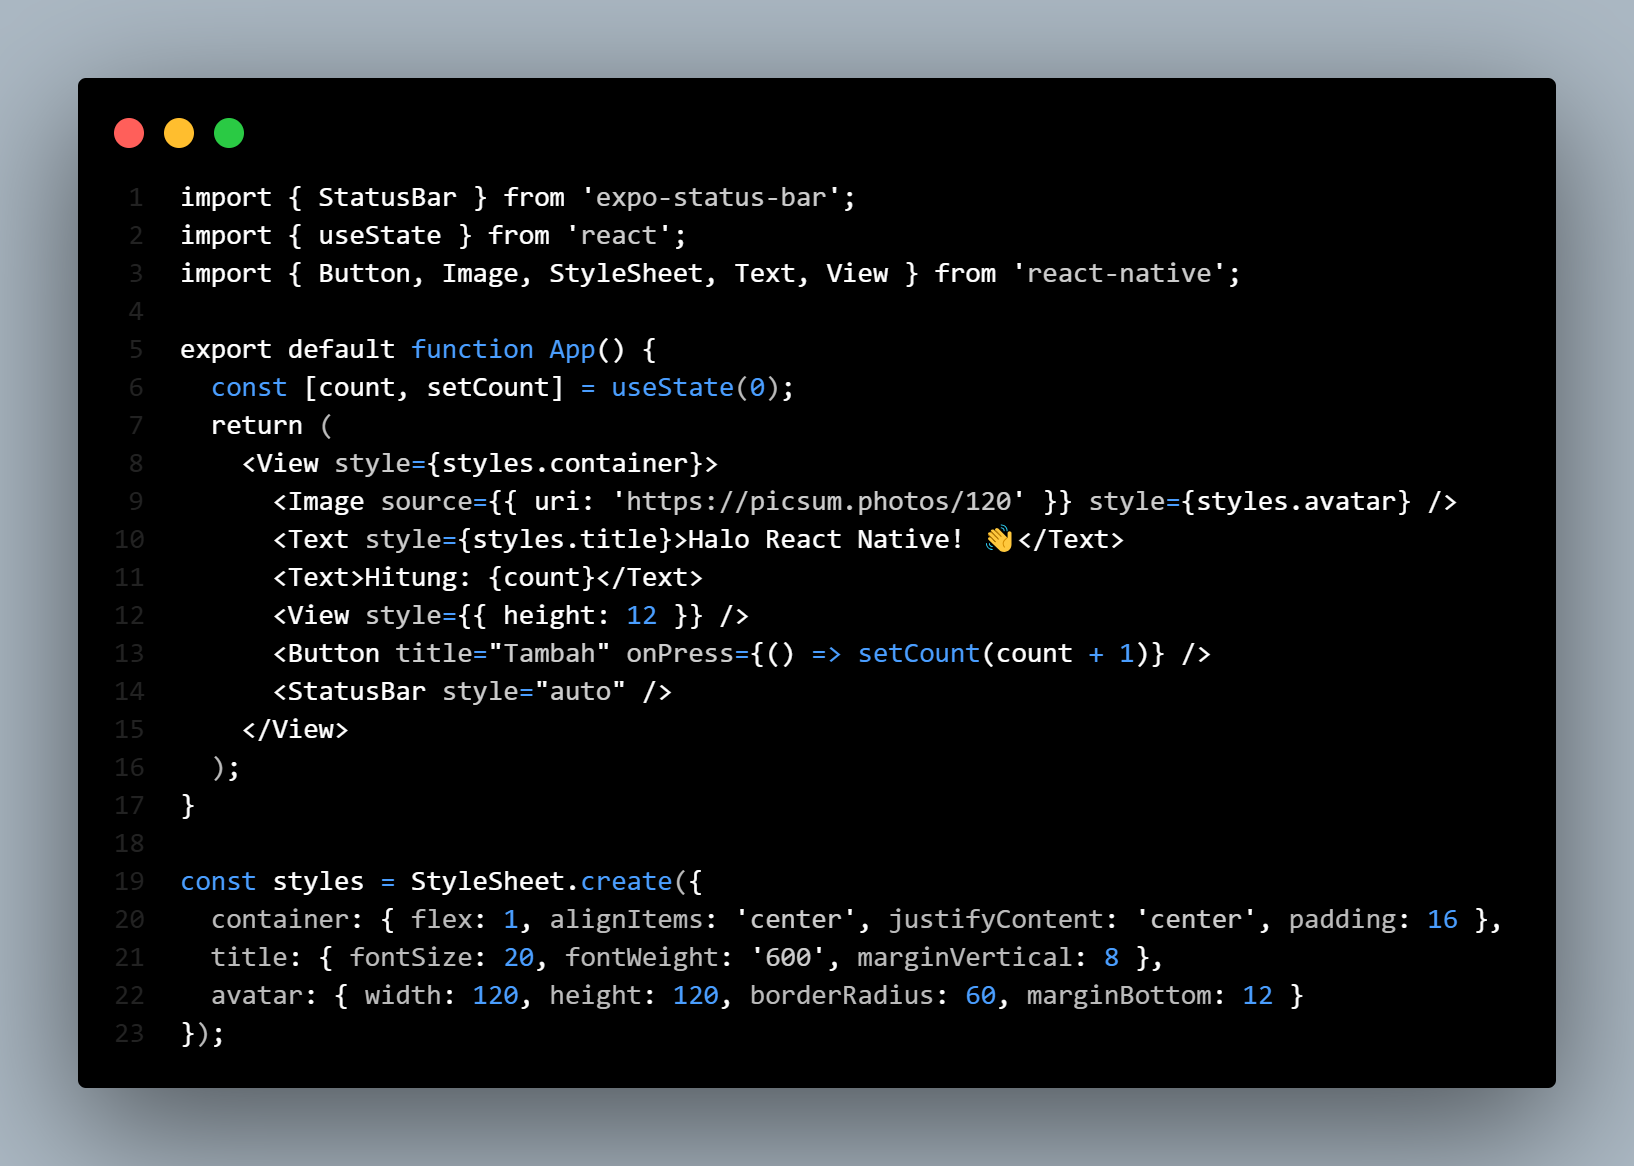 1 import { StatusBar } from 'expo-status-bar';
2 import { useState } from 'react';
3 import { Button, Image, StyleSheet, Text, View } from 'react-native';
4
5 export default function App() {
6   const [count, setCount] = useState(0);
7   return (
8     <View style={styles.container}>
9       <Image source={{ uri: 'https://picsum.photos/120' }} style={styles.avatar} />
10       <Text style={styles.title}>Halo React Native! 👋</Text>
11       <Text>Hitung: {count}</Text>
12       <View style={{ height: 12 }} />
13       <Button title="Tambah" onPress={() => setCount(count + 1)} />
14       <StatusBar style="auto" />
15     </View>
16   );
17 }
18
19 const styles = StyleSheet.create({
20   container: { flex: 1, alignItems: 'center', justifyContent: 'center', padding: 16 },
21   title: { fontSize: 20, fontWeight: '600', marginVertical: 8 },
22   avatar: { width: 120, height: 120, borderRadius: 60, marginBottom: 12 }
23 });